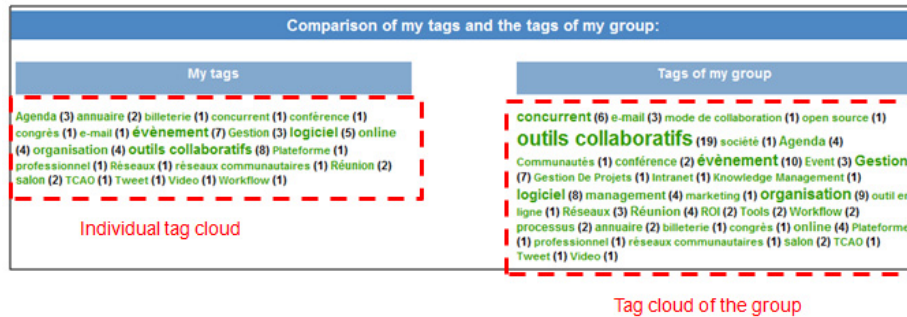 Comparison of my tags and the tags of my group:
My tags
Agenda (3) annuaire (2) billeterie (1) concurrent (1) conférence (1)
congrès (1) e-mail (1) évènement (7) Gestion (3) logiciel (5) online
(4) organisation (4) outils collaboratifs (8) Plateforme (1)
professionnel (1) Réseaux (1) réseaux communautaires (1) Réunion (2)
salon (2) TCAO (1) Tweet (1) Video (1) Workflow (1)
Individual tag cloud
Tags of my group
concurrent (6) e-mail (3) mode de collaboration (1) open source (1)
outils collaboratifs (19) société (1) Agenda (4)
Communautés (1) conférence (2) évènement (10) Event (3) Gestion
(7) Gestion De Projets (1) Intranet (1) Knowledge Management (1)
logiciel (8) management (4) marketing (1) organisation (9) outil en
ligne (1) Réseaux (3) Réunion (4) ROI (2) Tools (2) Workflow (2)
processus (2) annuaire (2) billeterie (1) congrès (1) online (4) Plateforme
(1) professionnel (1) réseaux communautaires (1) salon (2) TCAO (1)
Tweet (1) Video (1)
Tag cloud of the group